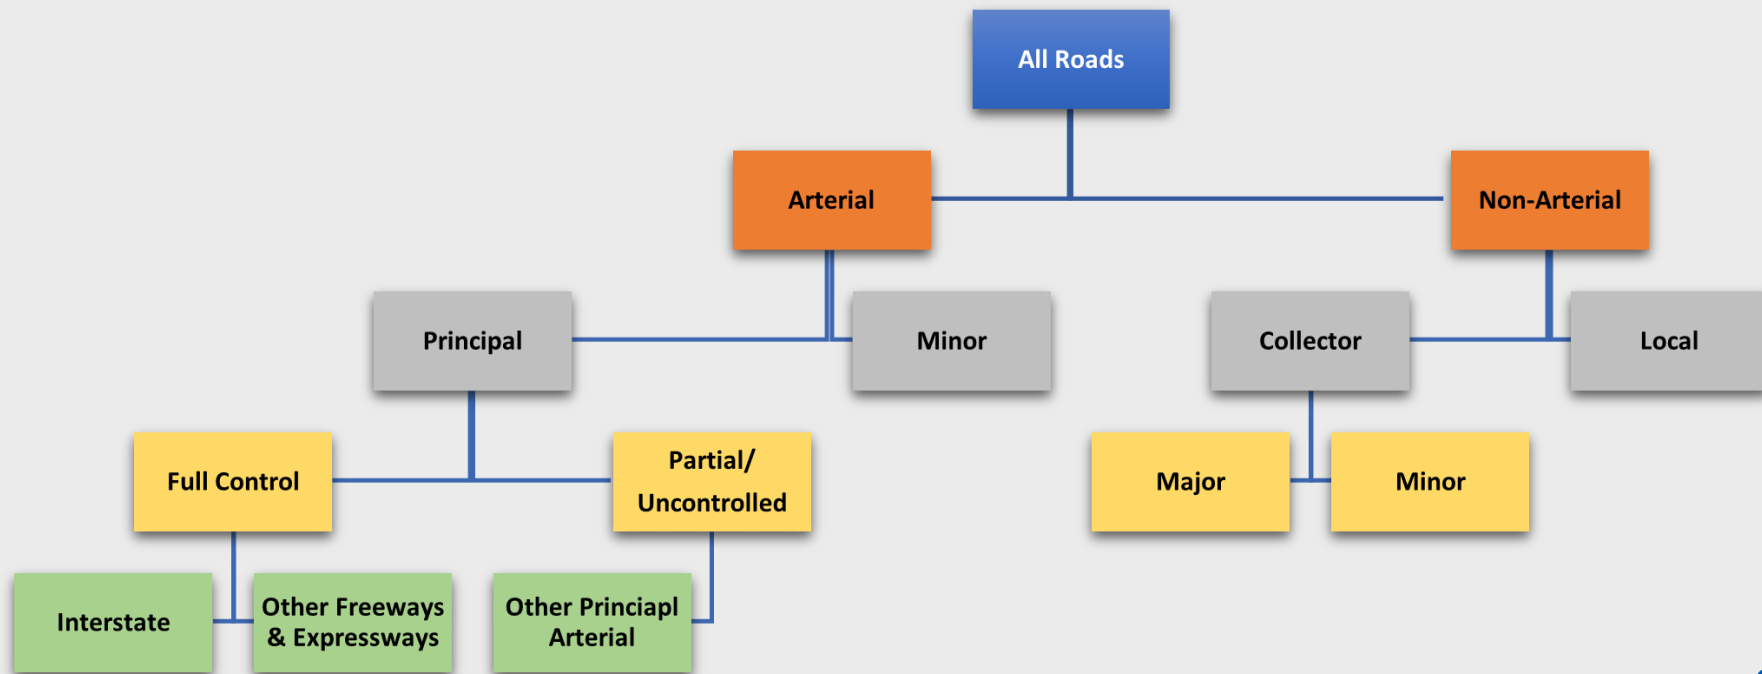 All Roads
Arterial
Non-Arterial
Principal
Minor
Collector
Local
Full Control
Partial/
Uncontrolled
Major
Minor
Interstate
Other Freeways
& Expressways
Other Princiapl
Arterial